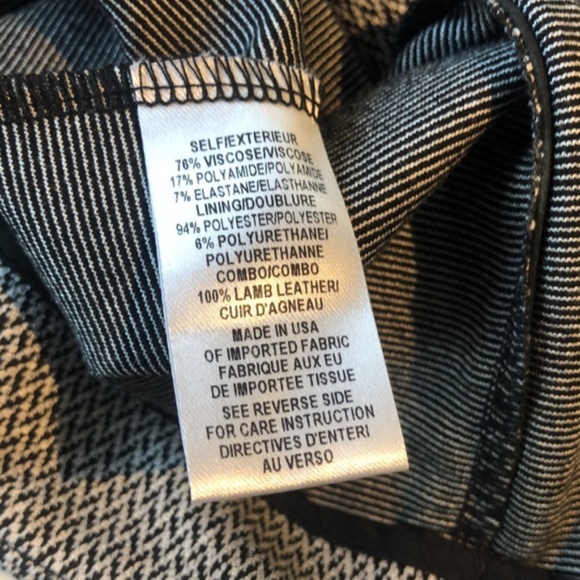 SELF/EXTERIEUR
76% VISCOSE/VISCOSE
17% POLYAMIDE/POLYAMIDE
7% ELASTANE/ELASTHANNE
LINING/DOUBLURE
94% POLYESTER/POLYESTER
6% POLYURETHANE/
POLYURETHANNE
COMBO/COMBO
100% LAMB LEATHER/
CUIR D'AGNEAU
MADE IN USA
OF IMPORTED FABRIC
FABRIQUE AUX EU
DE IMPORTEE TISSUE
SEE REVERSE SIDE
FOR CARE INSTRUCTION
DIRECTIVES D'ENTERI
AU VERSO